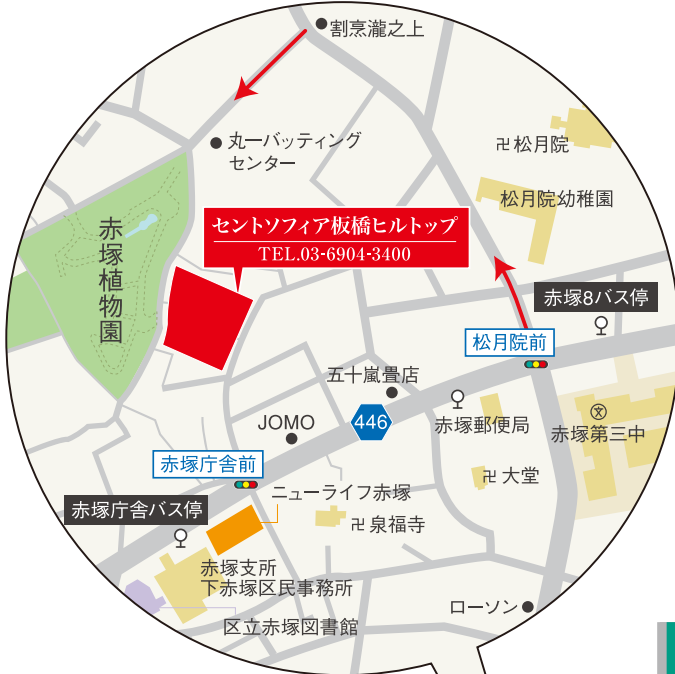 割烹瀧之上
丸一バッティング
センター
卍松月院
松月院幼稚園
赤塚植物園
セントソフィア板橋ヒルトップ
TEL.03-6904-3400
赤塚8バス停
松月院前
五十嵐畳店
446
JOMO
赤塚郵便局
文
赤塚第三中
赤塚庁舎前
卍大堂
赤塚庁舎バス停
ニューライフ赤塚
卍泉福寺
赤塚支所
下赤塚区民事務所
ローソン
区立赤塚図書館